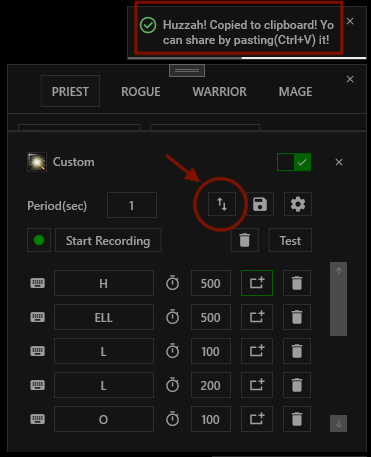 Huzzah! Copied to clipboard! Yo
can share by pasting(Ctrl+V) it!
PRIEST ROGUE WARRIOR MAGE
Custom
Period(sec) 1
Start Recording Test
H 500
ELL 500
L 100
L 200
O 100